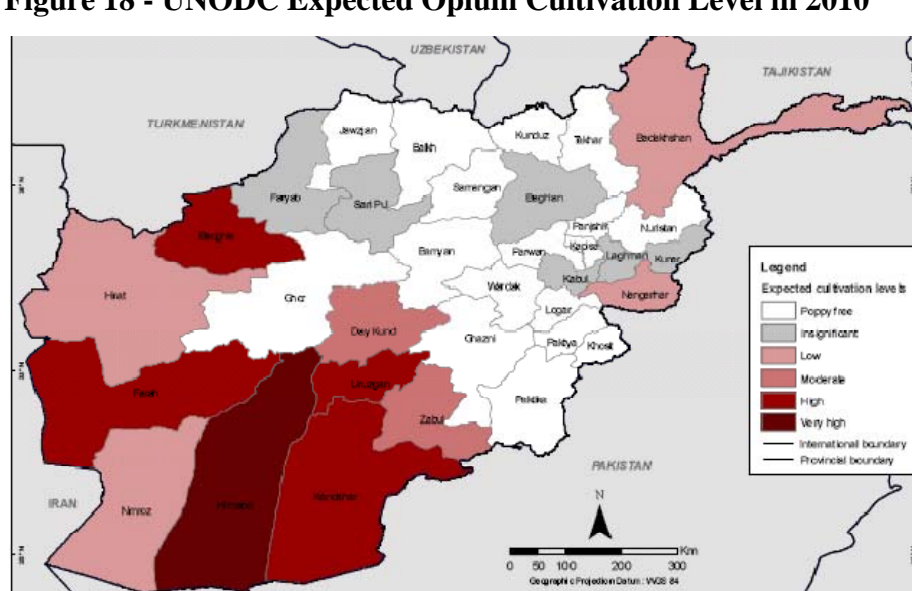 Figure 18 - UNODC Expected Opium Cultivation Level in 2010
UZBEKISTAN
TAJIKISTAN
TURKMENISTAN
Jawzjan
Balkh
Kunduz
Takhar
Badakhshan
Faryab
Sari Pul
Samangan
Baghlan
Panjshir
Nuristan
Badghis
Bamyan
Parwan
Kapisa
Laghman
Kunar
Kabul
Hirat
Ghor
Wardak
Nangarhar
Logar
Day Kundi
Ghazni
Paktya
Khost
Farah
Uruzgan
Zabul
Paktika
Nimroz
Hilmand
Kandahar
IRAN
PAKISTAN
Legend
Expected cultivation levels
Poppy free
Insignificant
Low
Moderate
High
Very high
International boundary
Provincial boundary
N
Km
0 50 100 200 300
Geographic Projection Datum: WGS 84